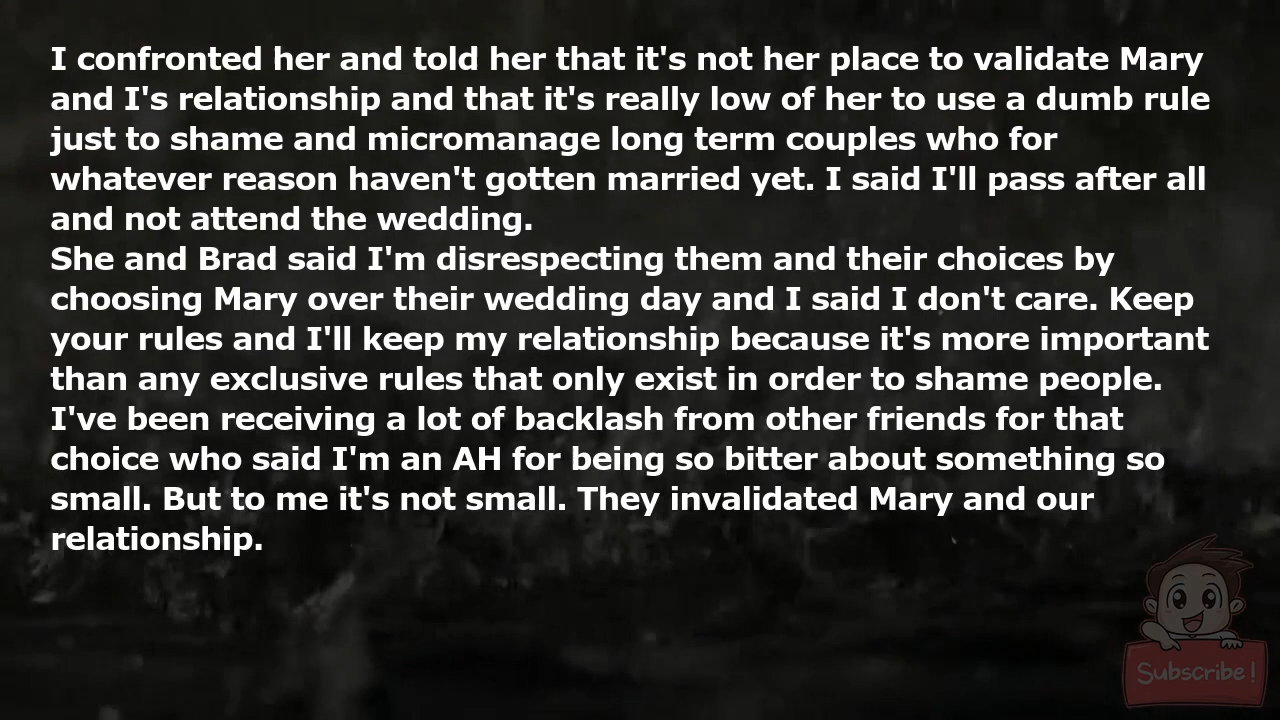 I confronted her and told her that it's not her place to validate Mary
and I's relationship and that it's really low of her to use a dumb rule
just to shame and micromanage long term couples who for
whatever reason haven't gotten married yet. I said I'll pass after all
and not attend the wedding.
She and Brad said I'm disrespecting them and their choices by
choosing Mary over their wedding day and I said I don't care. Keep
your rules and I'll keep my relationship because it's more important
than any exclusive rules that only exist in order to shame people.
I've been receiving a lot of backlash from other friends for that
choice who said I'm an AH for being so bitter about something so
small. But to me it's not small. They invalidated Mary and our
relationship.
Subscribe!